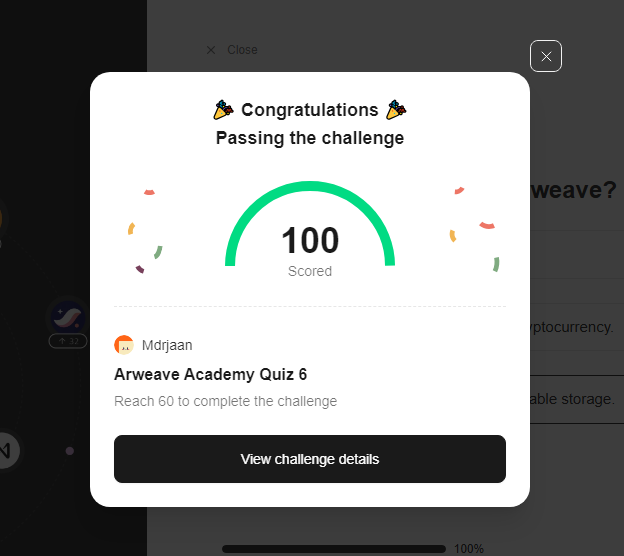 Close
Congratulations
Passing the challenge
weave?
100
Scored
32
yptocurrency.
Mdrjaan
Arweave Academy Quiz 6
able storage.
Reach 60 to complete the challenge
View challenge details
100%